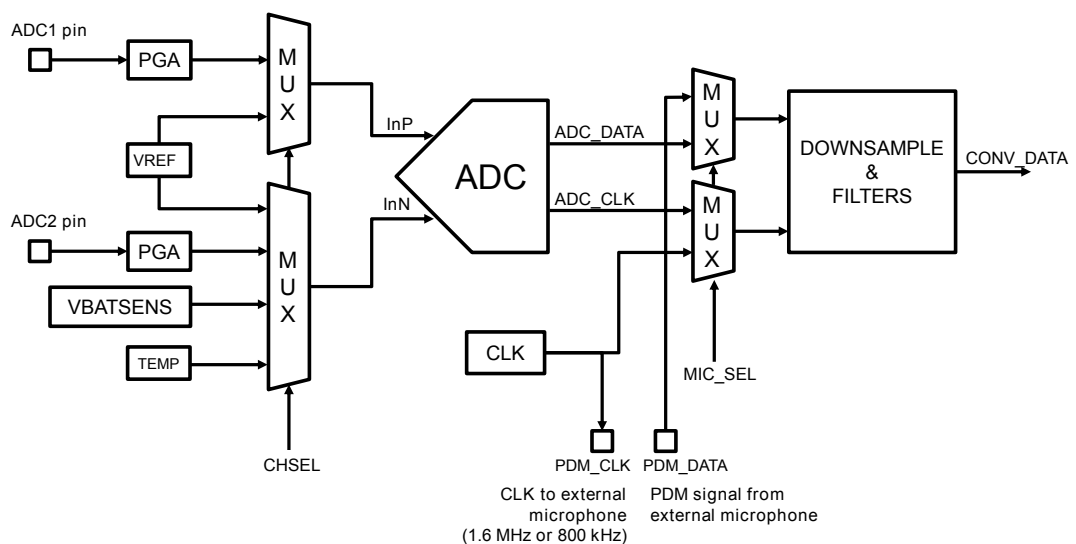 ADC1 pin
PGA
M
U
X
VREF
InP
ADC
ADC_DATA
ADC_CLK
InN
M
U
X
M
U
X
DOWNSAMPLE
&
FILTERS
CONV_DATA
ADC2 pin
PGA
VBATSENS
TEMP
M
U
X
CLK
MIC_SEL
CHSEL
PDM_CLK
PDM_DATA
CLK to external
microphone
(1.6 MHz or 800 kHz)
PDM signal from
external microphone